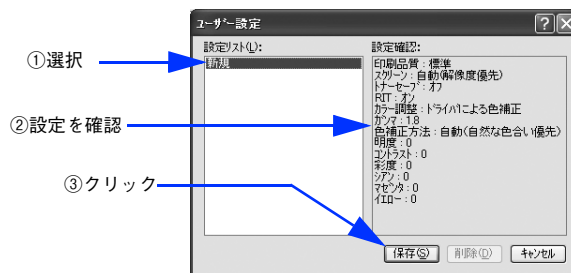 ユーザー設定
設定リスト(L):
設定確認:
①選択
新規
印刷品質：標準
スクリーン：自動(解像度優先)
トナーセーブ：オフ
RIT：オン
カラー調整：ドライバによる色補正
ガンマ：1.8
色補正方法：自動(自然な色合い優先)
明度：0
コントラスト：0
彩度：0
シアン：0
マゼンタ：0
イエロー：0
②設定を確認
③クリック
保存(S)
削除(D)
キャンセル